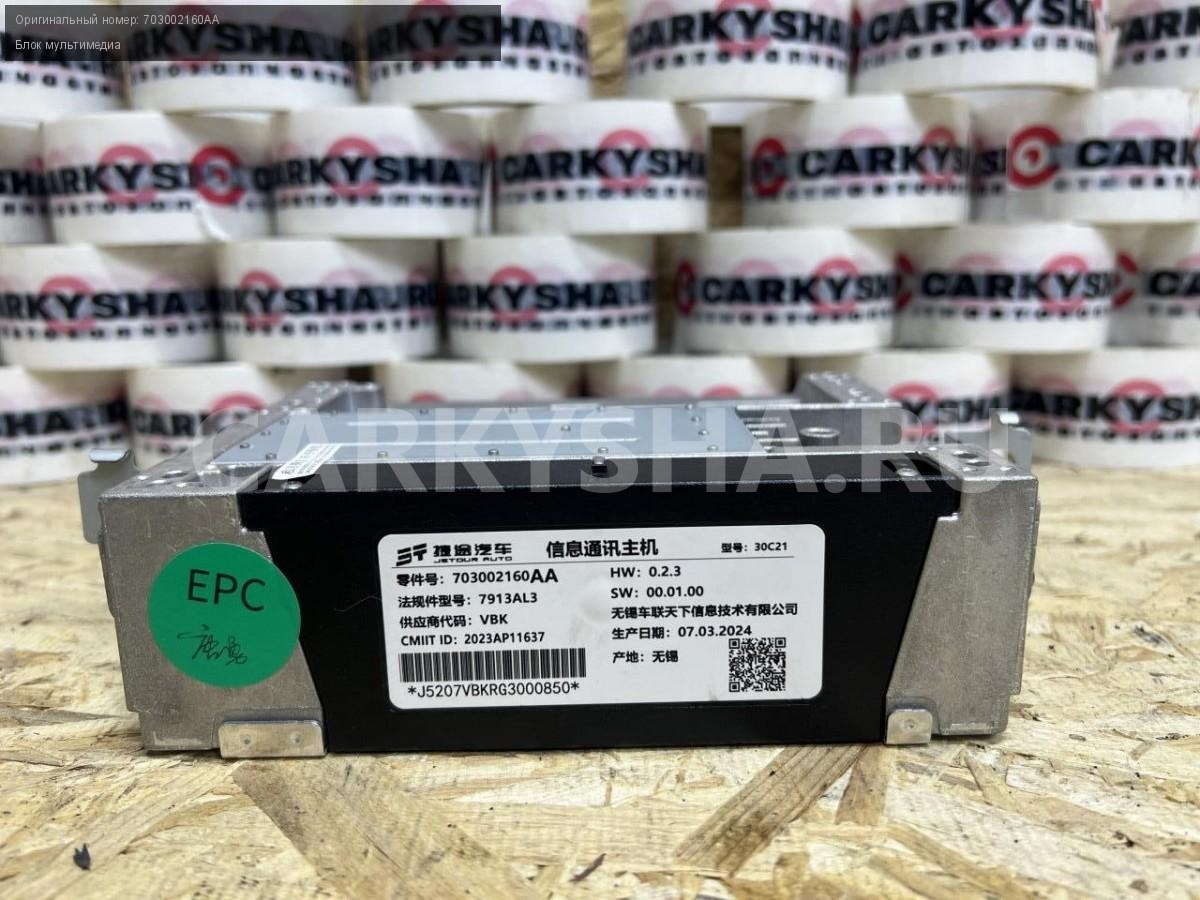 Оригинальный номер: 703002160AA
Блок мультимедиа
CARKYSHA.RU
EPC
捷途汽车
JETOUR AUTO
信息通讯主机
型号：30C21
零件号：703002160AA
法规件型号：7913AL3
供应商代码：VBK
CMIIT ID：2023AP11637
*J5207VBKRG3000850*
HW：0.2.3
SW：00.01.00
无锡车联天下信息技术有限公司
生产日期：07.03.2024
产地：无锡